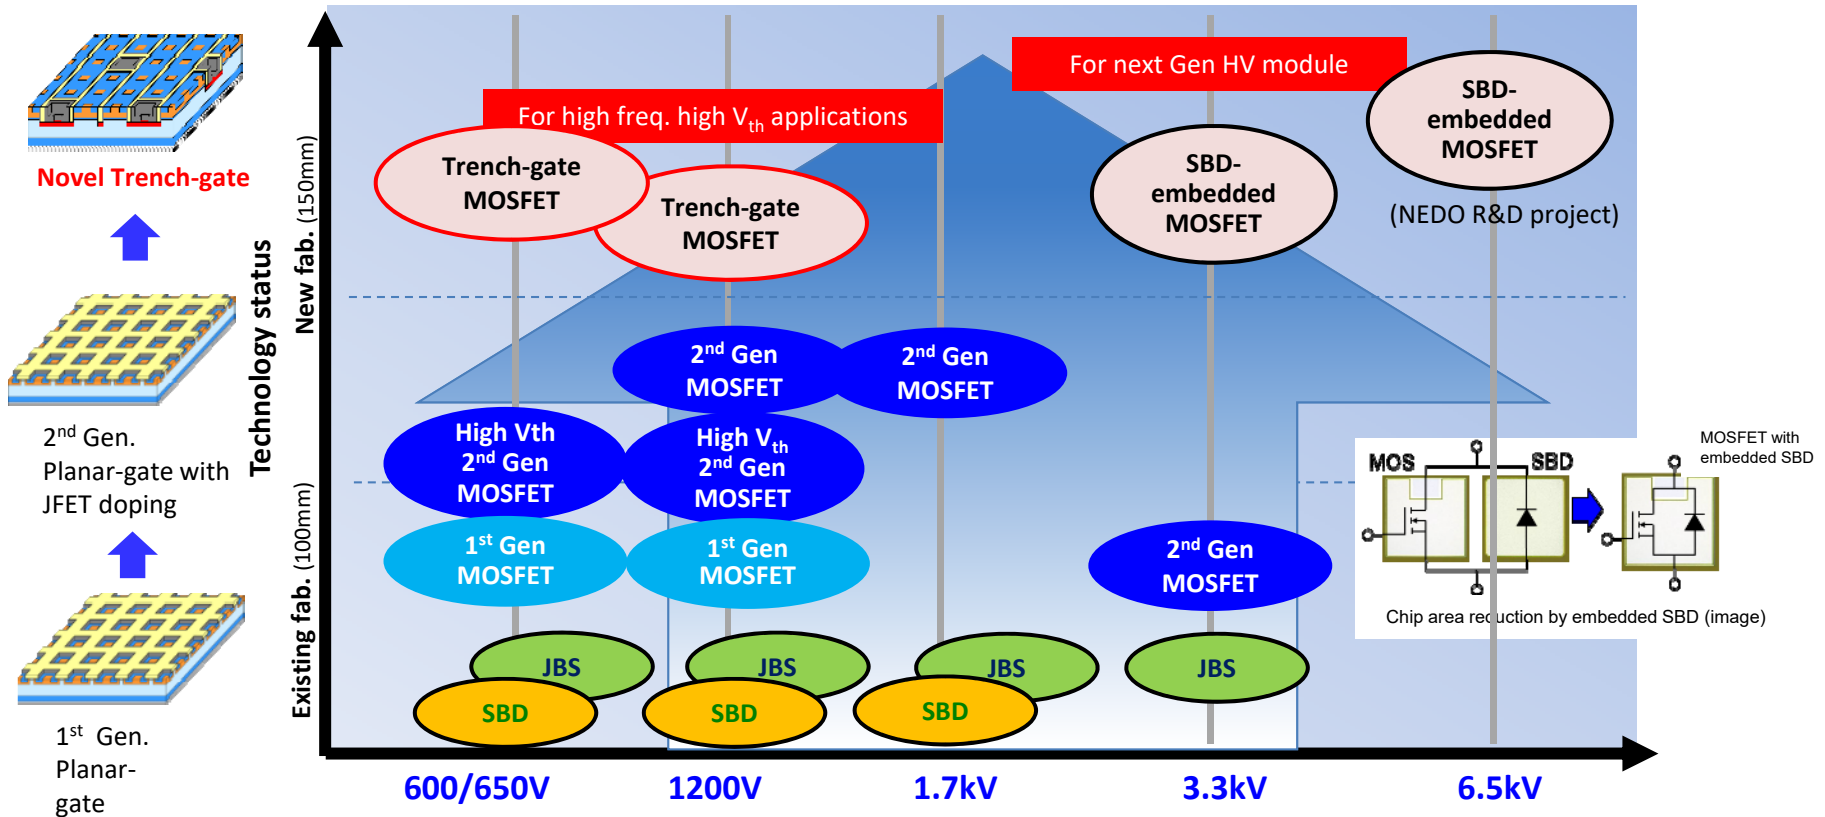 Novel Trench-gate
2nd Gen.
Planar-gate with
JFET doping
1st Gen.
Planar-
gate
Technology status
New fab. (150mm)
Existing fab. (100mm)
For high freq. high Vth applications
For next Gen HV module
Trench-gate
MOSFET
Trench-gate
MOSFET
SBD-
embedded
MOSFET
SBD-
embedded
MOSFET
(NEDO R&D project)
2nd Gen
MOSFET
2nd Gen
MOSFET
High Vth
2nd Gen
MOSFET
High Vth
2nd Gen
MOSFET
1st Gen
MOSFET
1st Gen
MOSFET
2nd Gen
MOSFET
MOS
SBD
MOSFET with
embedded SBD
Chip area reduction by embedded SBD (image)
JBS
JBS
JBS
JBS
SBD
SBD
SBD
600/650V
1200V
1.7kV
3.3kV
6.5kV